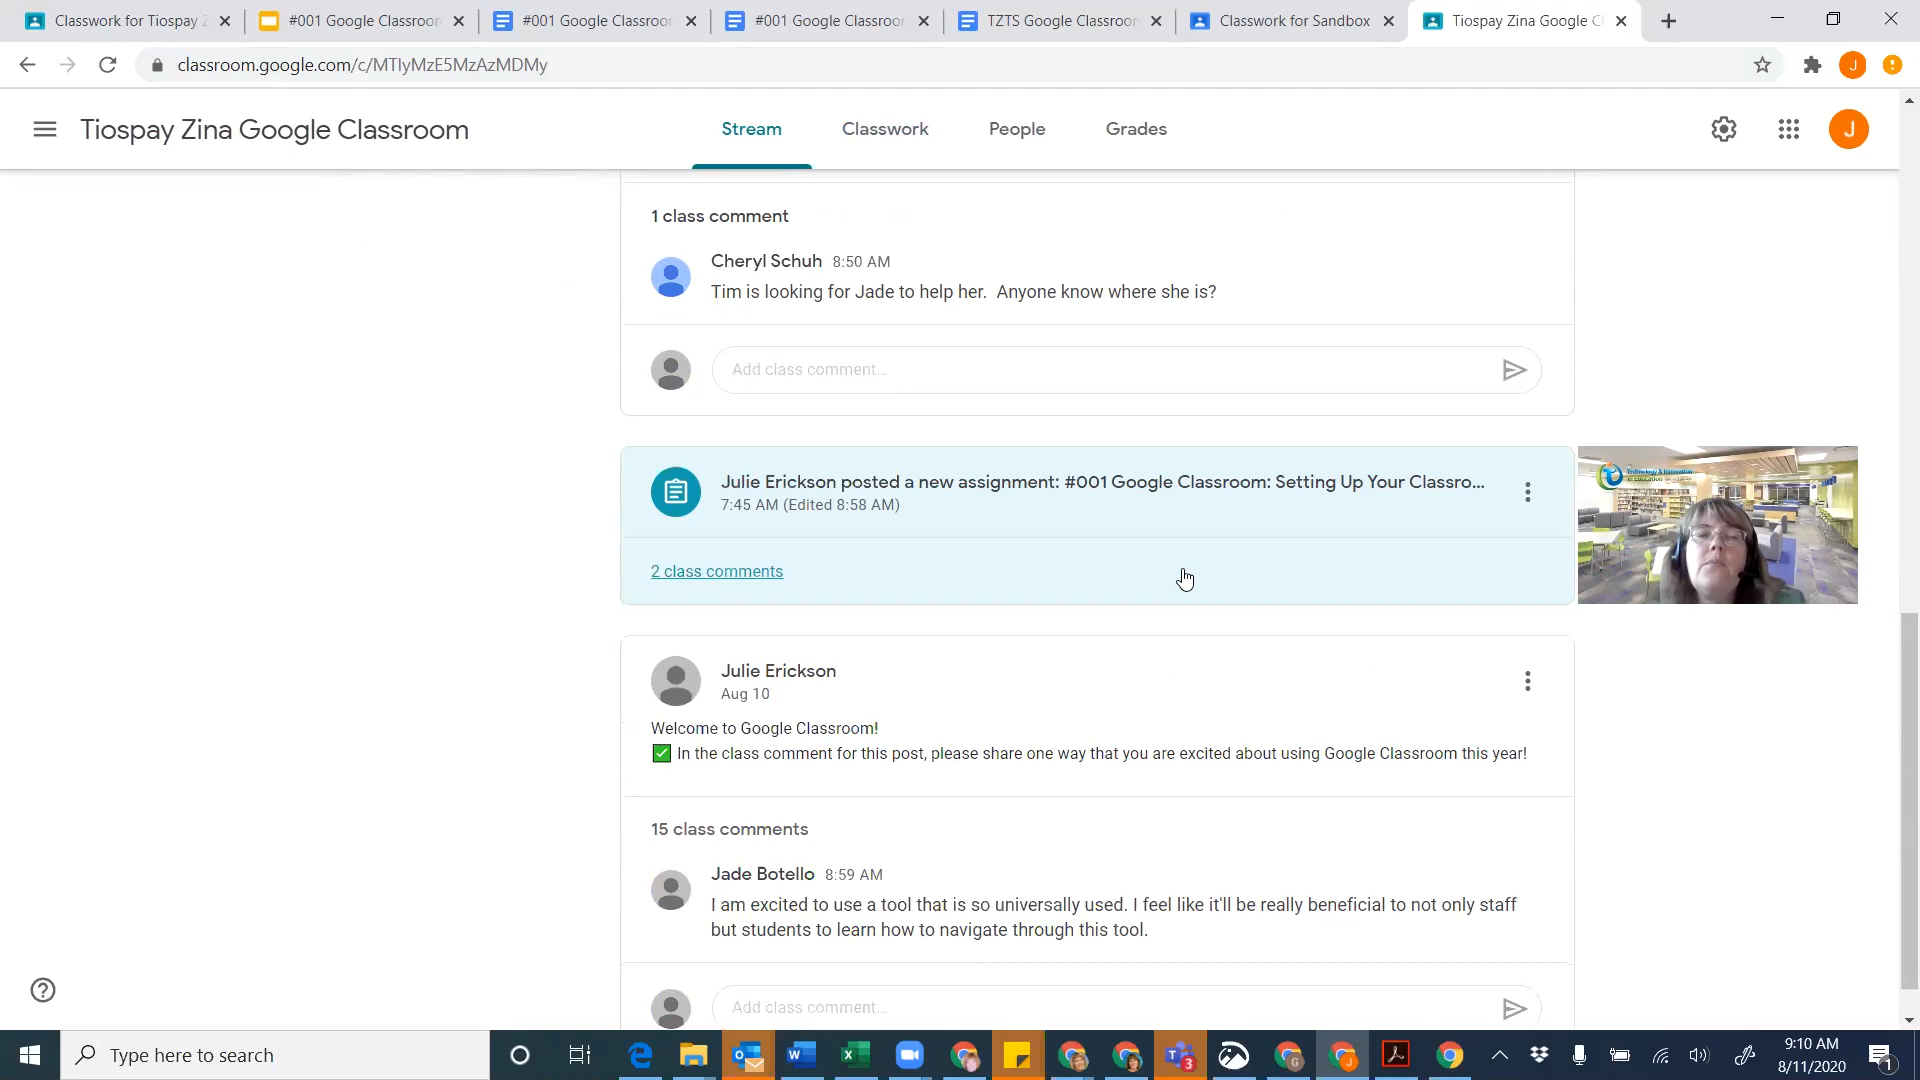 Classwork for Tiospay Z
#001 Google Classroom
#001 Google Classroom
#001 Google Classroom
TZTS Google Classroom
Classwork for Sandbox
Tiospay Zina Google Cl
classroom.google.com/c/MTIyMzE5MzAzMDMy
J
Tiospay Zina Google Classroom
Stream
Classwork
People
Grades
J
1 class comment
Cheryl Schuh 8:50 AM
Tim is looking for Jade to help her. Anyone know where she is?
Add class comment...
Julie Erickson posted a new assignment: #001 Google Classroom: Setting Up Your Classro...
7:45 AM (Edited 8:58 AM)
Technology & Innovation
in Education
2 class comments
Julie Erickson
Aug 10
Welcome to Google Classroom!
✅ In the class comment for this post, please share one way that you are excited about using Google Classroom this year!
15 class comments
Jade Botello 8:59 AM
I am excited to use a tool that is so universally used. I feel like it'll be really beneficial to not only staff
but students to learn how to navigate through this tool.
Add class comment...
Type here to search
9:10 AM
8/11/2020